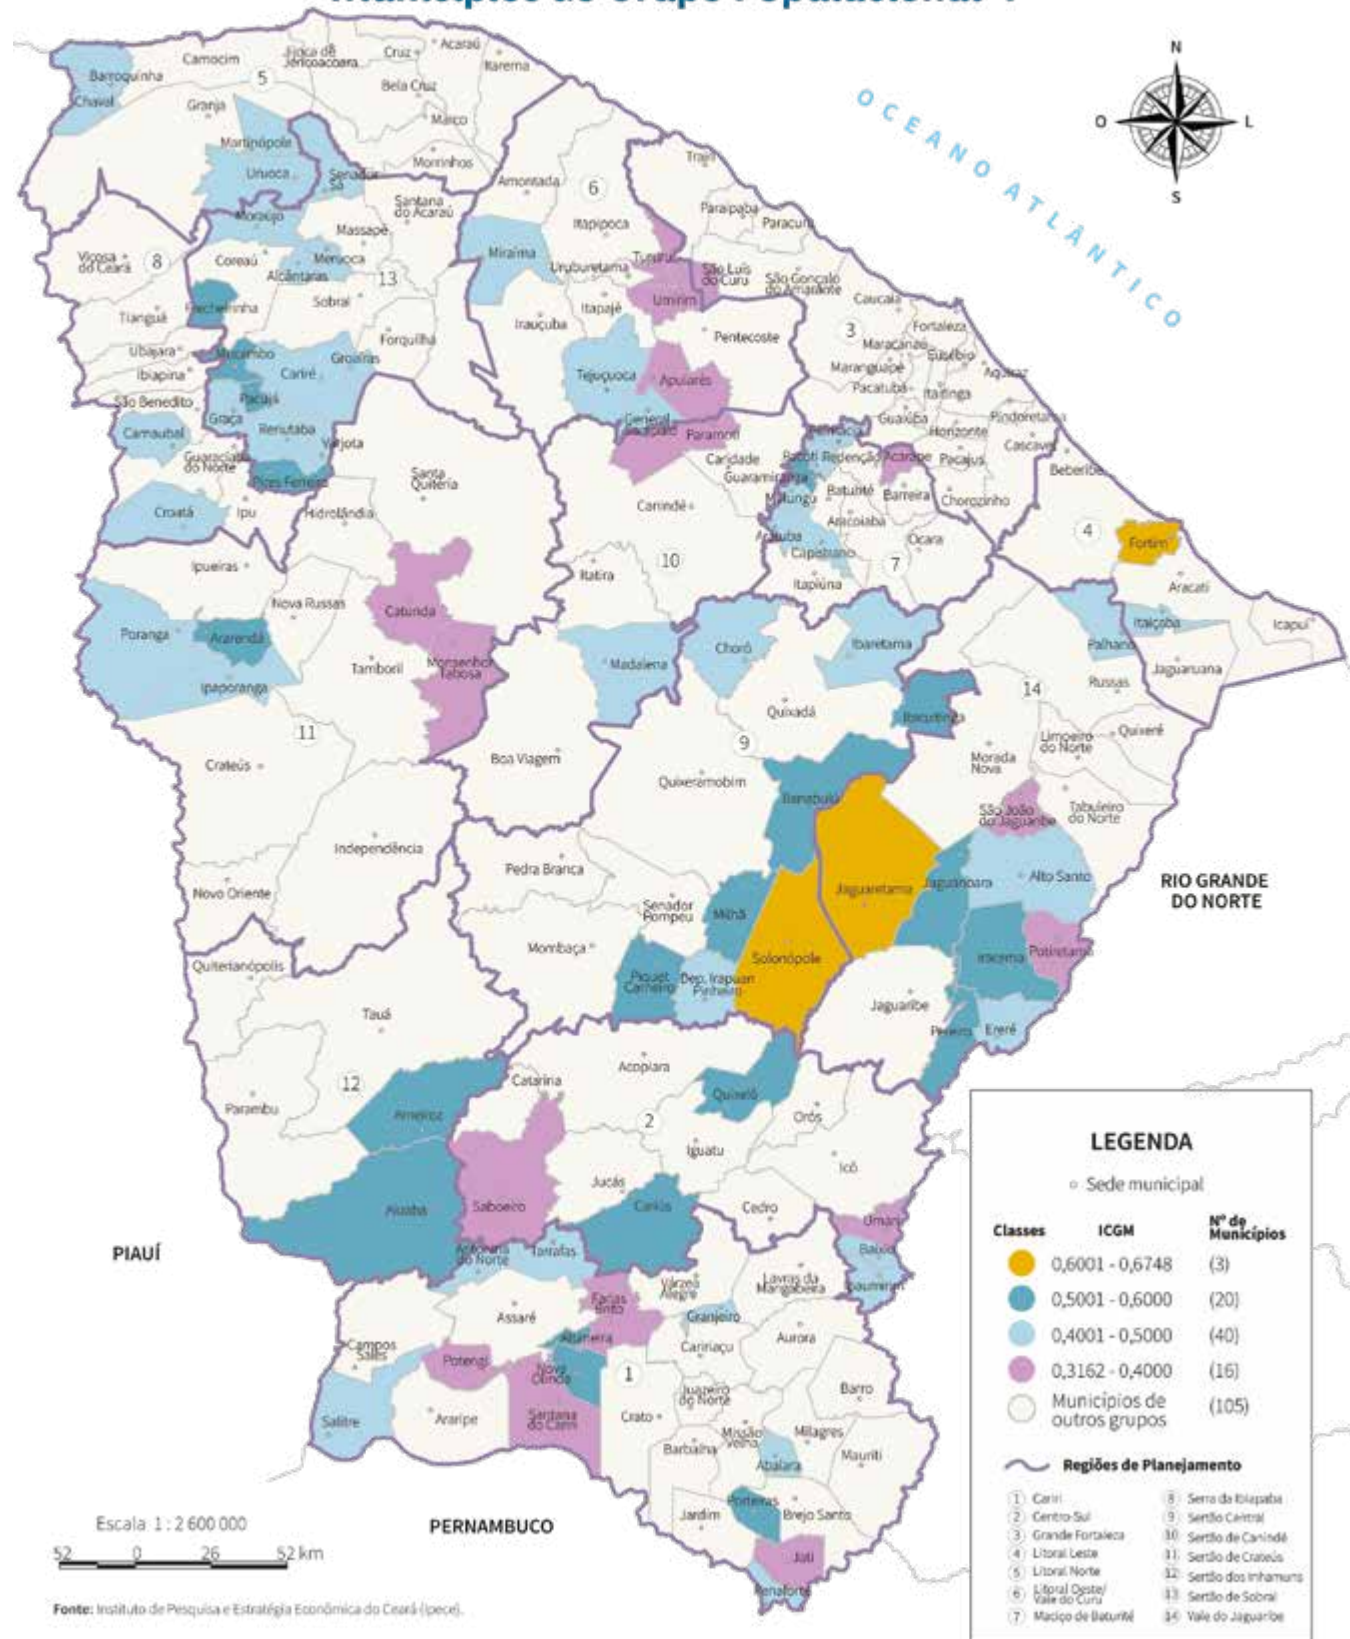 N
O
L
S
OCEANO ATLÂNTICO
Barroquinha
Chaval
Camocim
Jijoca de
Jericoacoara
Cruz
Acaraú
Itarema
5
Bela Cruz
Granja
Marco
Martinópole
Morrinhos
Uruoca
Senador
Sá
Trairi
Amontada
6
Santana
do Acaraú
Moraújo
Itapipoca
Paraipaba
Paracuru
Massapê
Viçosa
do Ceará
8
Coreaú
Meruoca
Alcântaras
13
Miraíma
Uruburetama
Tururu
São Luís
do Curu
São Gonçalo
do Amarante
Frecheirinha
Sobral
Umirim
Caucaia
Tianguá
Itapajé
Irauçuba
Fortaleza
Forquilha
Pentecoste
3
Maracanaú
Eusébio
Ubajara
Mucambo
Groaíras
Maranguape
Aquiraz
Ibiapina
Cariré
Tejuçuoca
Apuiarés
Pacatuba
Itaitinga
São Benedito
Pacujá
Graça
General
Sampaio
Guaiúba
Pindoretama
Carnaubal
Reriutaba
Varjota
Paramoti
Palmácia
Horizonte
Cascavel
Guaraciaba
do Norte
Caridade
Pacoti
Redenção
Acarape
Pacajus
Beberibe
Pires Ferreira
Santa
Quitéria
Guaramiranga
Mulungu
Baturité
Barreira
Chorozinho
Croatá
Ipu
Hidrolândia
Canindé
Aracoiaba
4
Fortim
Aratuba
Capistrano
Ocara
Ipueiras
10
7
Aracati
Itatira
Itapiúna
Nova Russas
Catunda
Poranga
Ararendá
Itaiçaba
Icapuí
Choró
Ibaretama
Palhano
Tamboril
Monsenhor
Tabosa
Madalena
Jaguaruana
Ipaporanga
Russas
14
11
Quixadá
Ibicuitinga
Crateús
Boa Viagem
9
Limoeiro
do Norte
Quixeré
Morada
Nova
Quixeramobim
Banabuiú
São João
do Jaguaribe
Tabuleiro
do Norte
Independência
Pedra Branca
Novo Oriente
Jaguaretama
Jaguaribara
Alto Santo
RIO GRANDE
DO NORTE
Senador
Pompeu
Milhã
Mombaça
Solonópole
Iracema
Potiretama
Quiterianópolis
Piquet
Carneiro
Dep. Irapuan
Pinheiro
Jaguaribe
Tauá
Pereiro
Ereré
12
Acopiara
Catarina
Parambu
Arneiroz
Quixelô
2
Orós
Iguatu
Icó
Jucás
Aiuaba
Saboeiro
Cariús
Cedro
Umari
PIAUÍ
Antonina
do Norte
Tarrafas
Baixio
Várzea
Alegre
Lavras da
Mangabeira
Ipaumirim
Farias
Brito
Assaré
Granjeiro
Altaneira
Aurora
Campos
Sales
Caririaçu
Potengi
Nova
Olinda
1
Juazeiro
do Norte
Barro
Salitre
Araripe
Santana
do Cariri
Crato
Missão
Velha
Milagres
Barbalha
Mauriti
Abaiara
Porteiras
Jardim
Brejo Santo
PERNAMBUCO
Jati
Penaforte
LEGENDA
Sede municipal
Classes ICGM Nº de
Municípios
0,6001 - 0,6748 (3)
0,5001 - 0,6000 (20)
0,4001 - 0,5000 (40)
0,3162 - 0,4000 (16)
Municípios de
outros grupos (105)
Regiões de Planejamento
1 Cariri
2 Centro-Sul
3 Grande Fortaleza
4 Litoral Leste
5 Litoral Norte
6 Litoral Oeste/
Vale do Curu
7 Maciço de Baturité
8 Serra da Ibiapaba
9 Sertão Central
10 Sertão de Canindé
11 Sertão de Crateús
12 Sertão dos Inhamuns
13 Sertão de Sobral
14 Vale do Jaguaribe
Escala 1 : 2 600 000
52 0 26 52 km
Fonte: Instituto de Pesquisa e Estratégia Econômica do Ceará (Ipece).